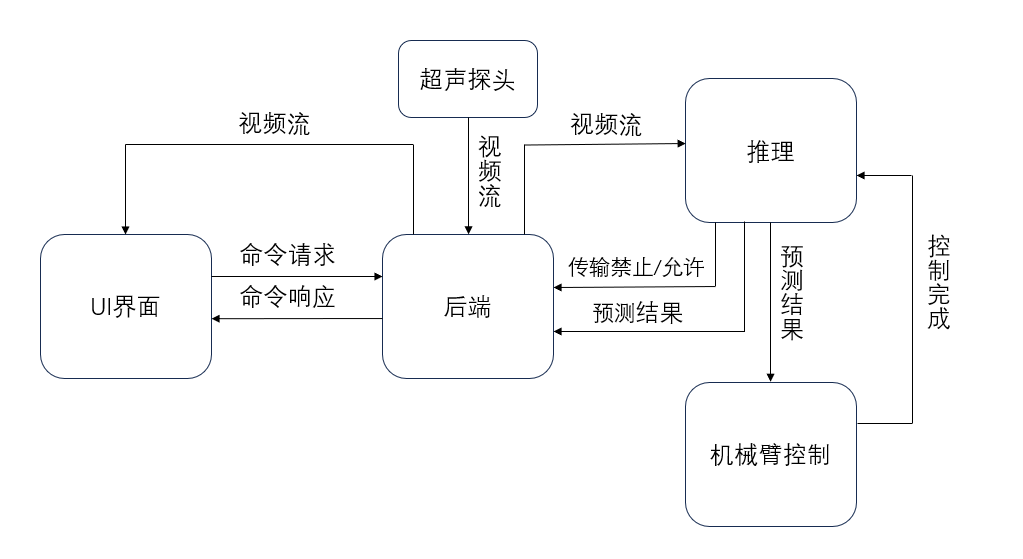 超声探头
视频流
视频流
视频流
推理
命令请求
命令响应
UI界面
后端
传输禁止/允许
预测结果
预测结果
控制完成
机械臂控制